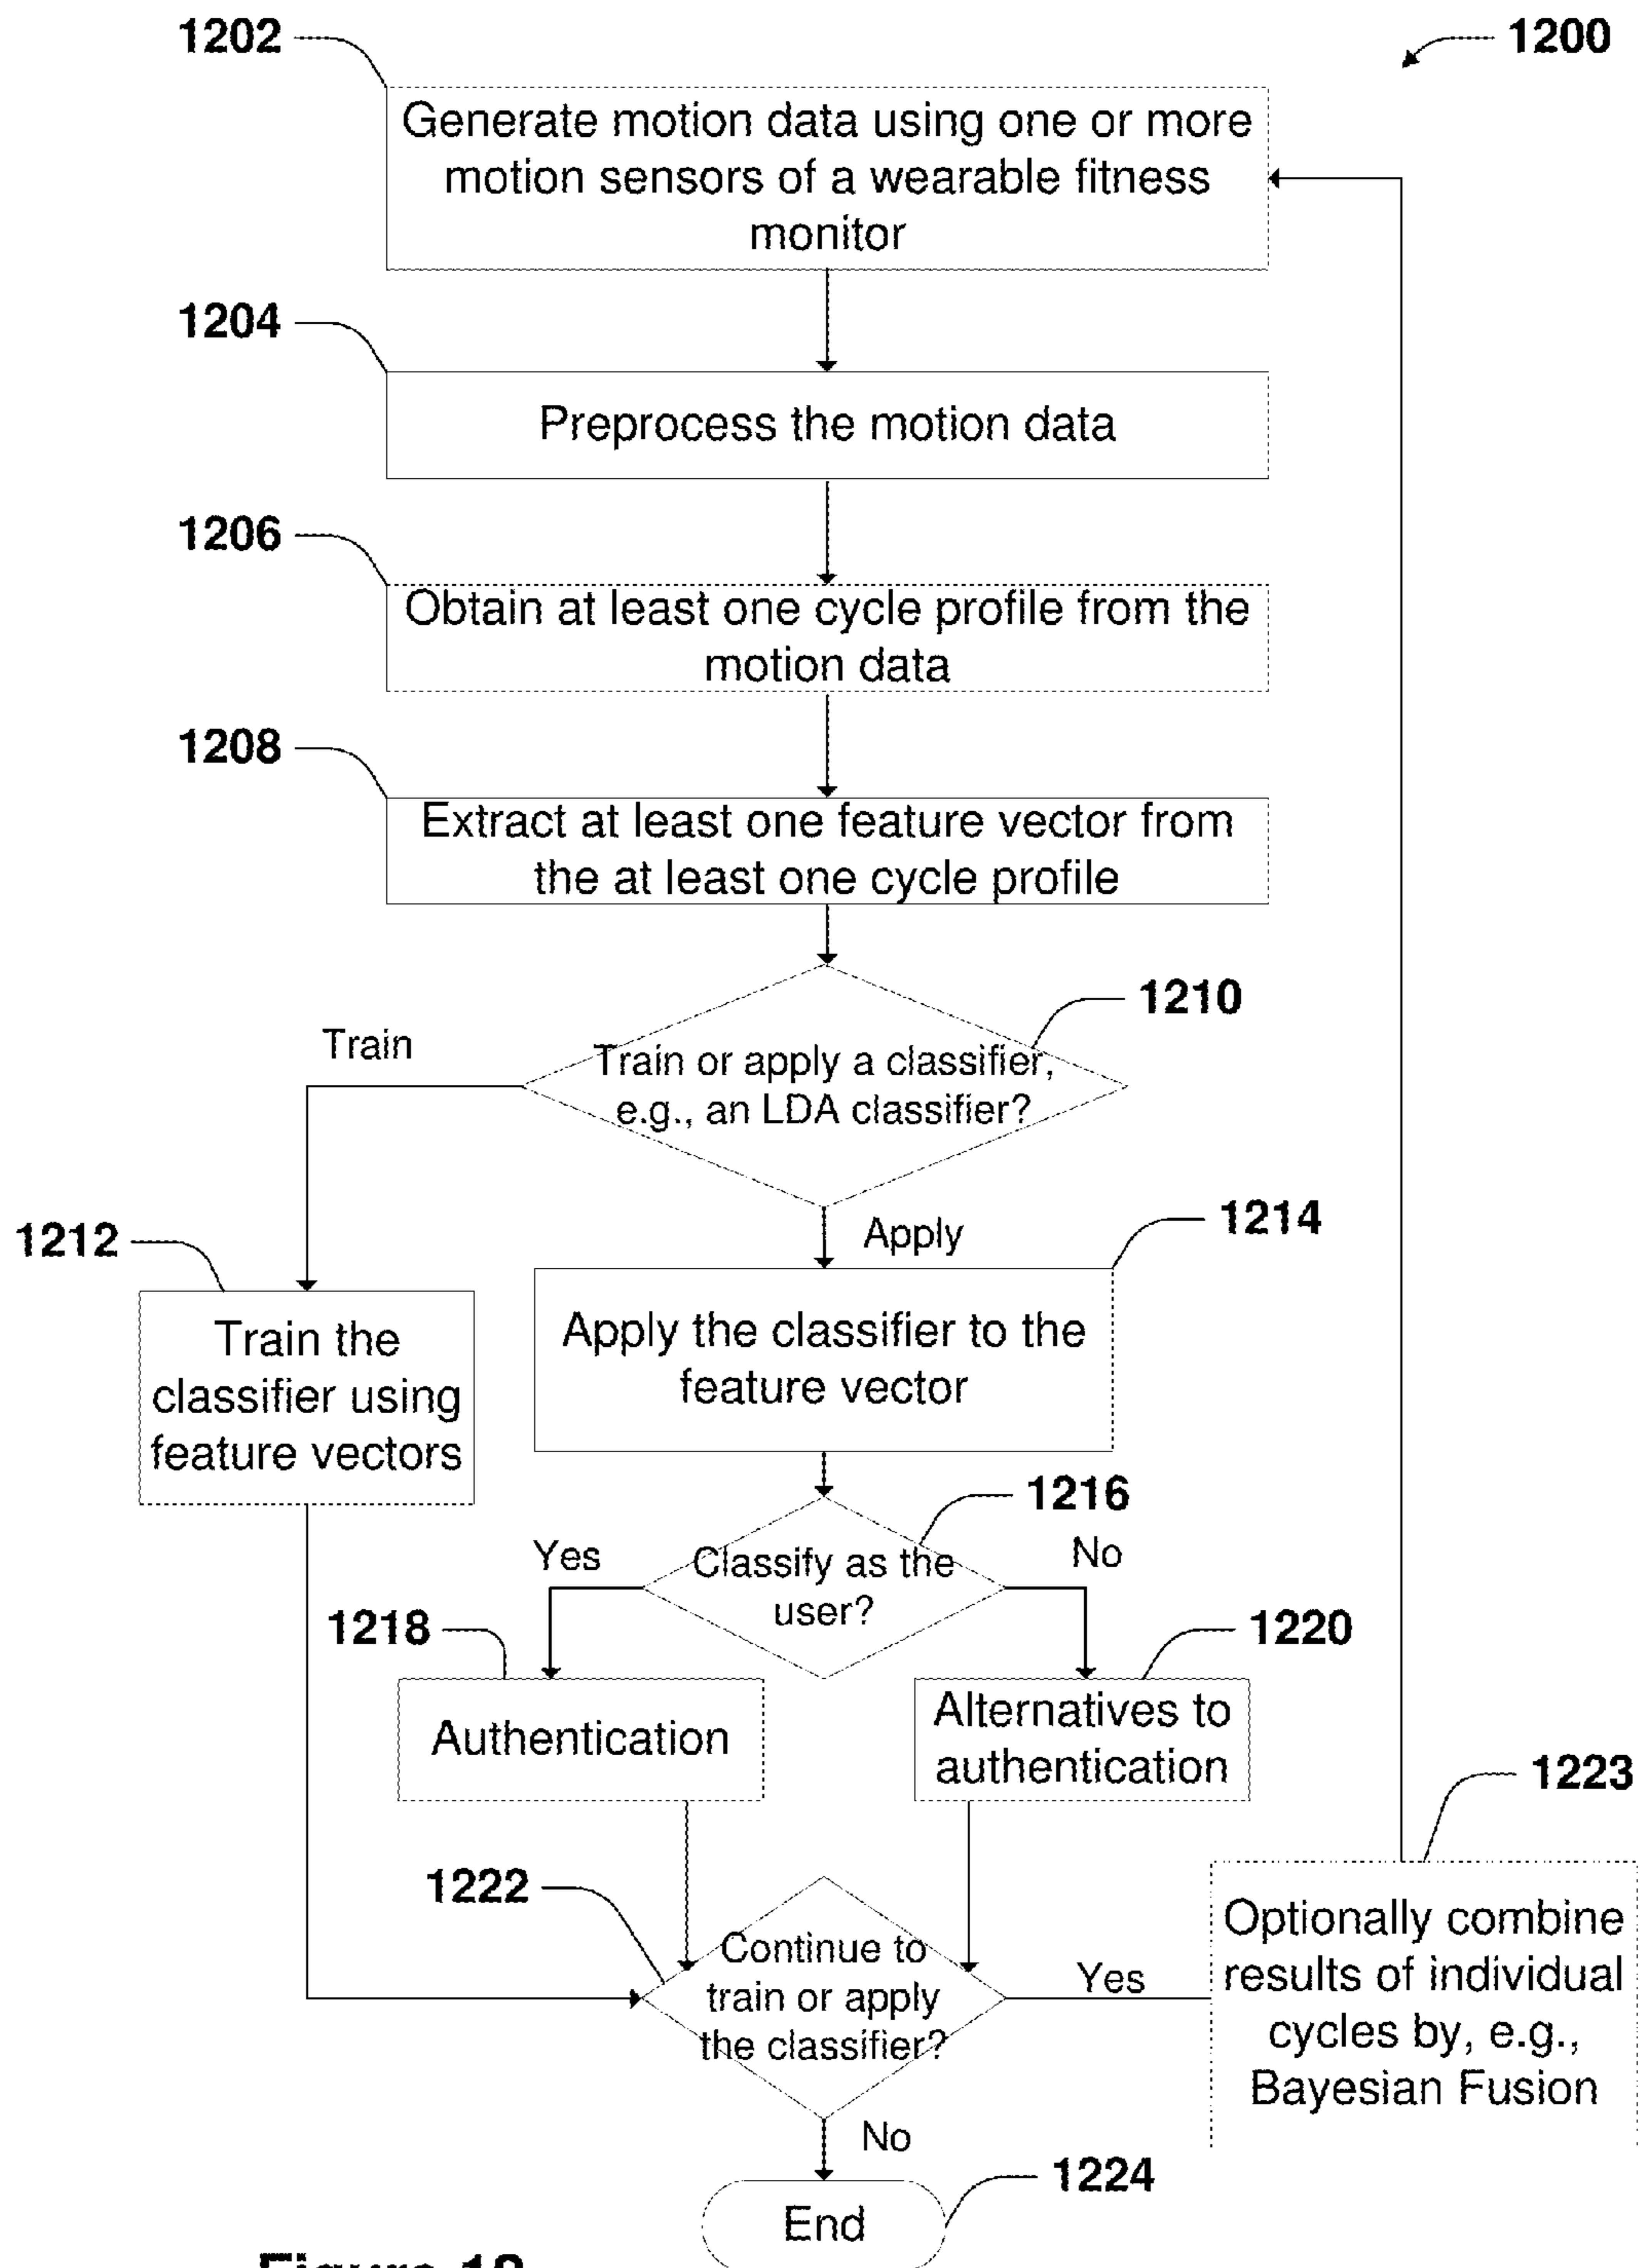 1202
1200
Generate motion data using one or more
motion sensors of a wearable fitness
monitor
1204
Preprocess the motion data
1206
Obtain at least one cycle profile from the
motion data
1208
Extract at least one feature vector from
the at least one cycle profile
1210
Train
Train or apply a classifier,
e.g., an LDA classifier?
1214
1212
Apply
Train the
classifier using
feature vectors
Apply the classifier to the
feature vector
1216
Yes
No
Classify as the
user?
1218
1220
Authentication
Alternatives to
authentication
1223
1222
Continue to
train or apply
the classifier?
Yes
Optionally combine
results of individual
cycles by, e.g.,
Bayesian Fusion
No
1224
End
Figure 12